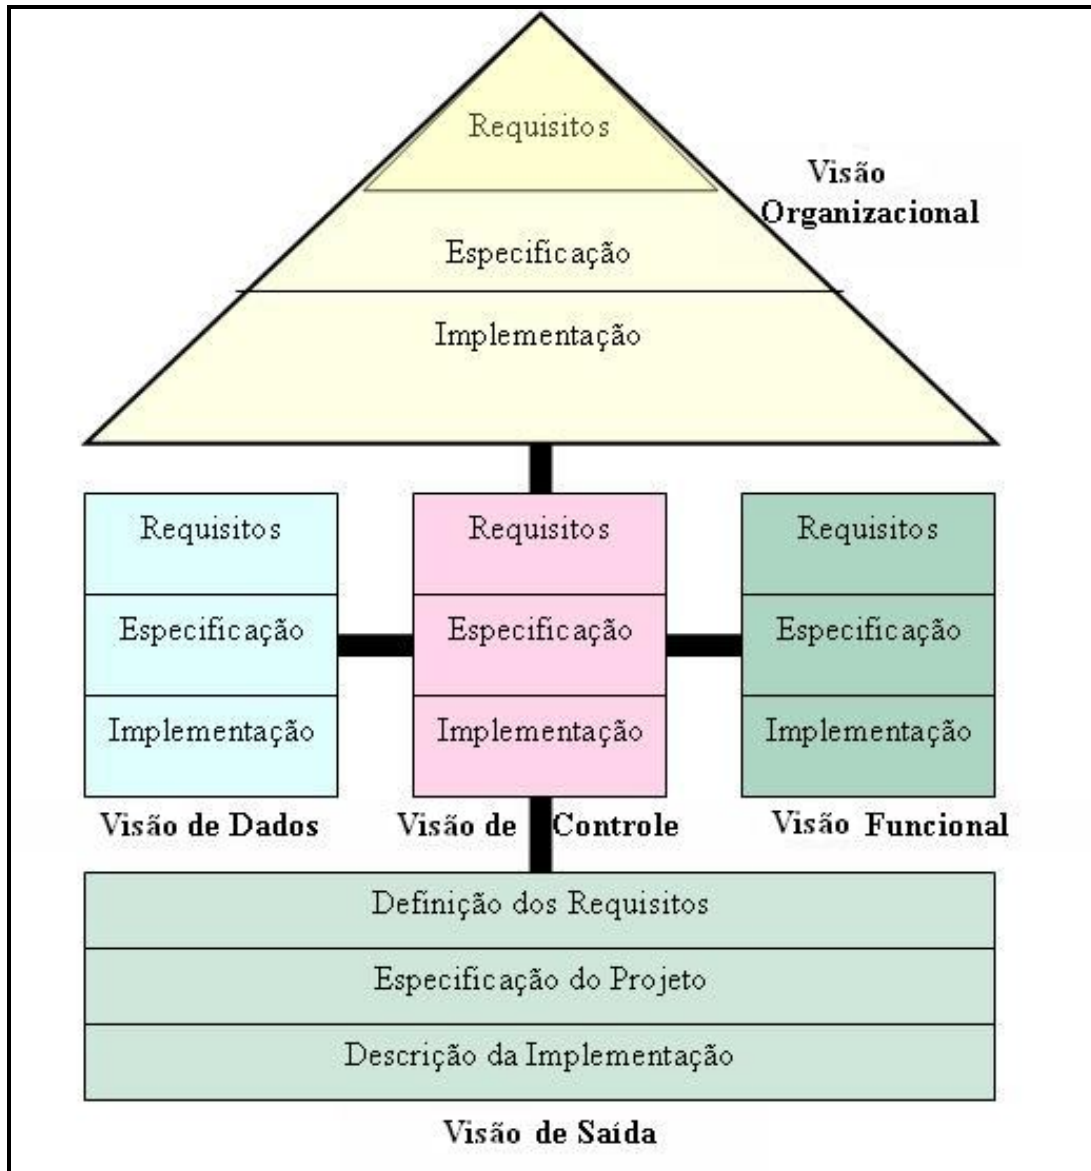 Requisitos
Visão
Organizacional
Especificação
Implementação
Requisitos
Especificação
Implementação
Visão de Dados
Requisitos
Especificação
Implementação
Visão de Controle
Requisitos
Especificação
Implementação
Visão Funcional
Definição dos Requisitos
Especificação do Projeto
Descrição da Implementação
Visão de Saída